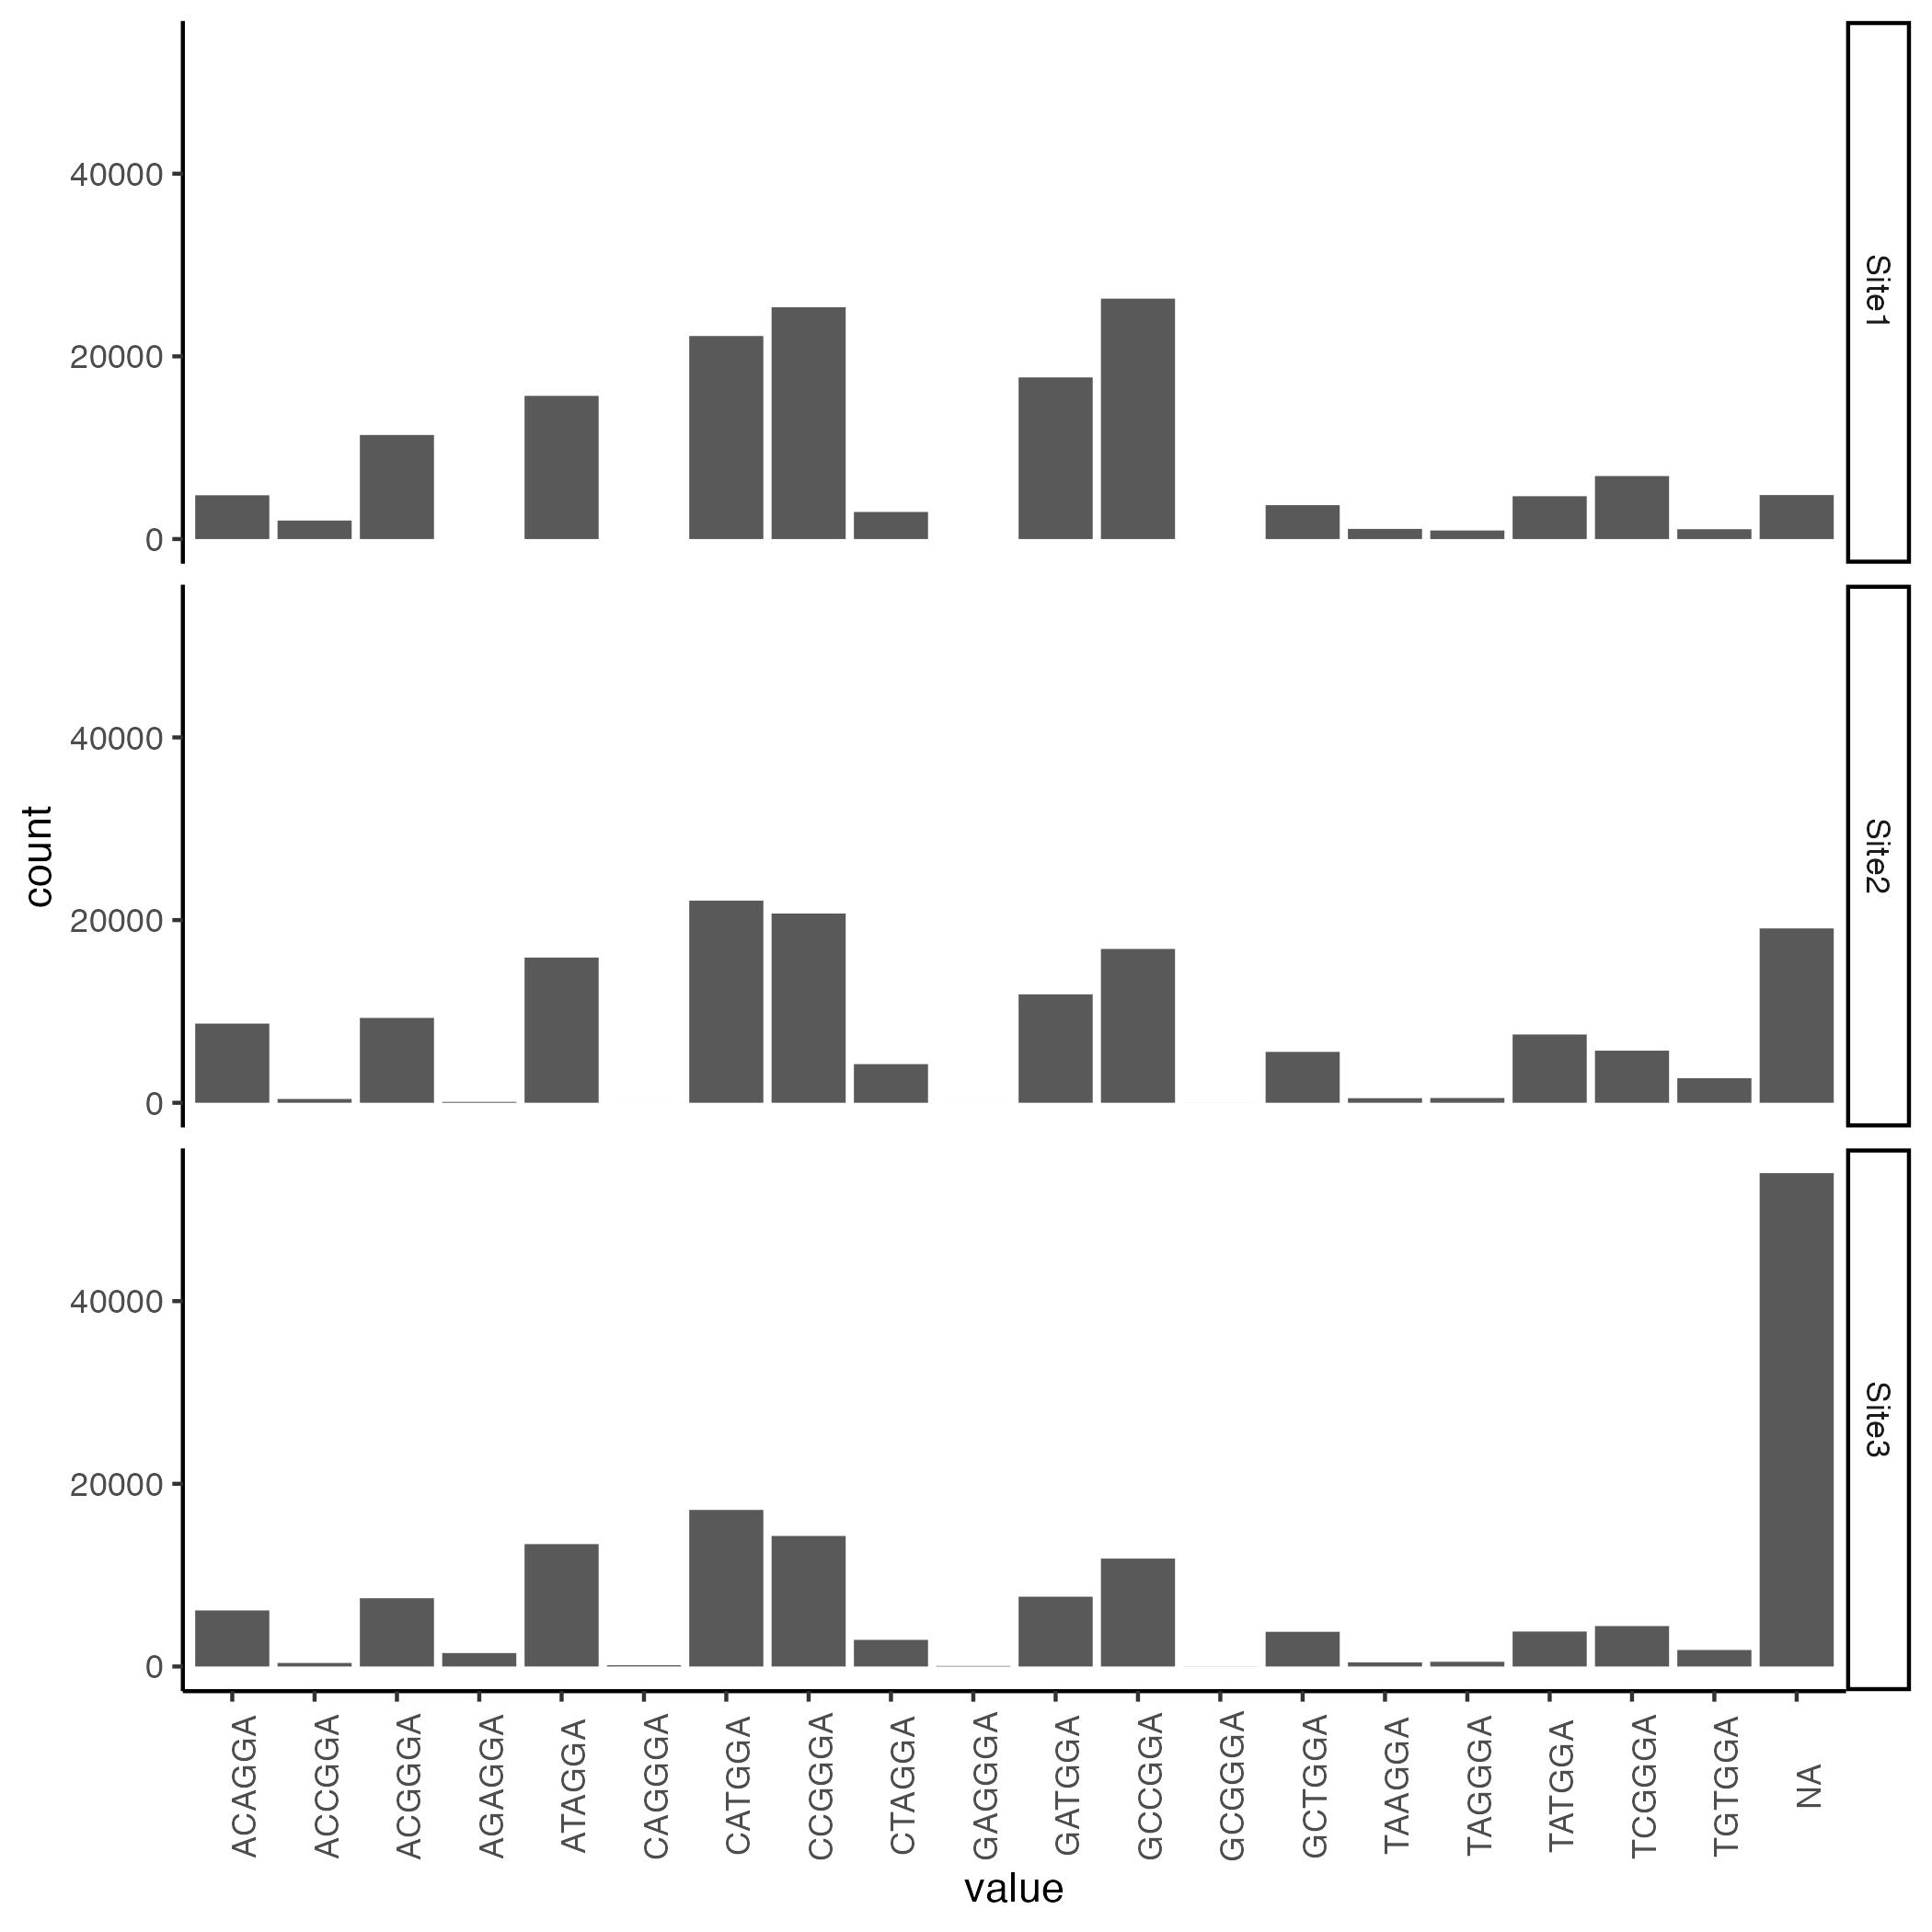 count
40000
20000
0
Site1
40000
20000
0
Site2
40000
20000
0
Site3
ACAGGA
ACCGGA
ACGGGA
AGAGGA
ATAGGA
CAGGGA
CATGGA
CCGGGA
CTAGGA
GAGGGA
GATGGA
GCCGGA
GCGGGA
GCTGGA
TAAGGA
TAGGGA
TATGGA
TCGGGA
TGTGGA
NA
value